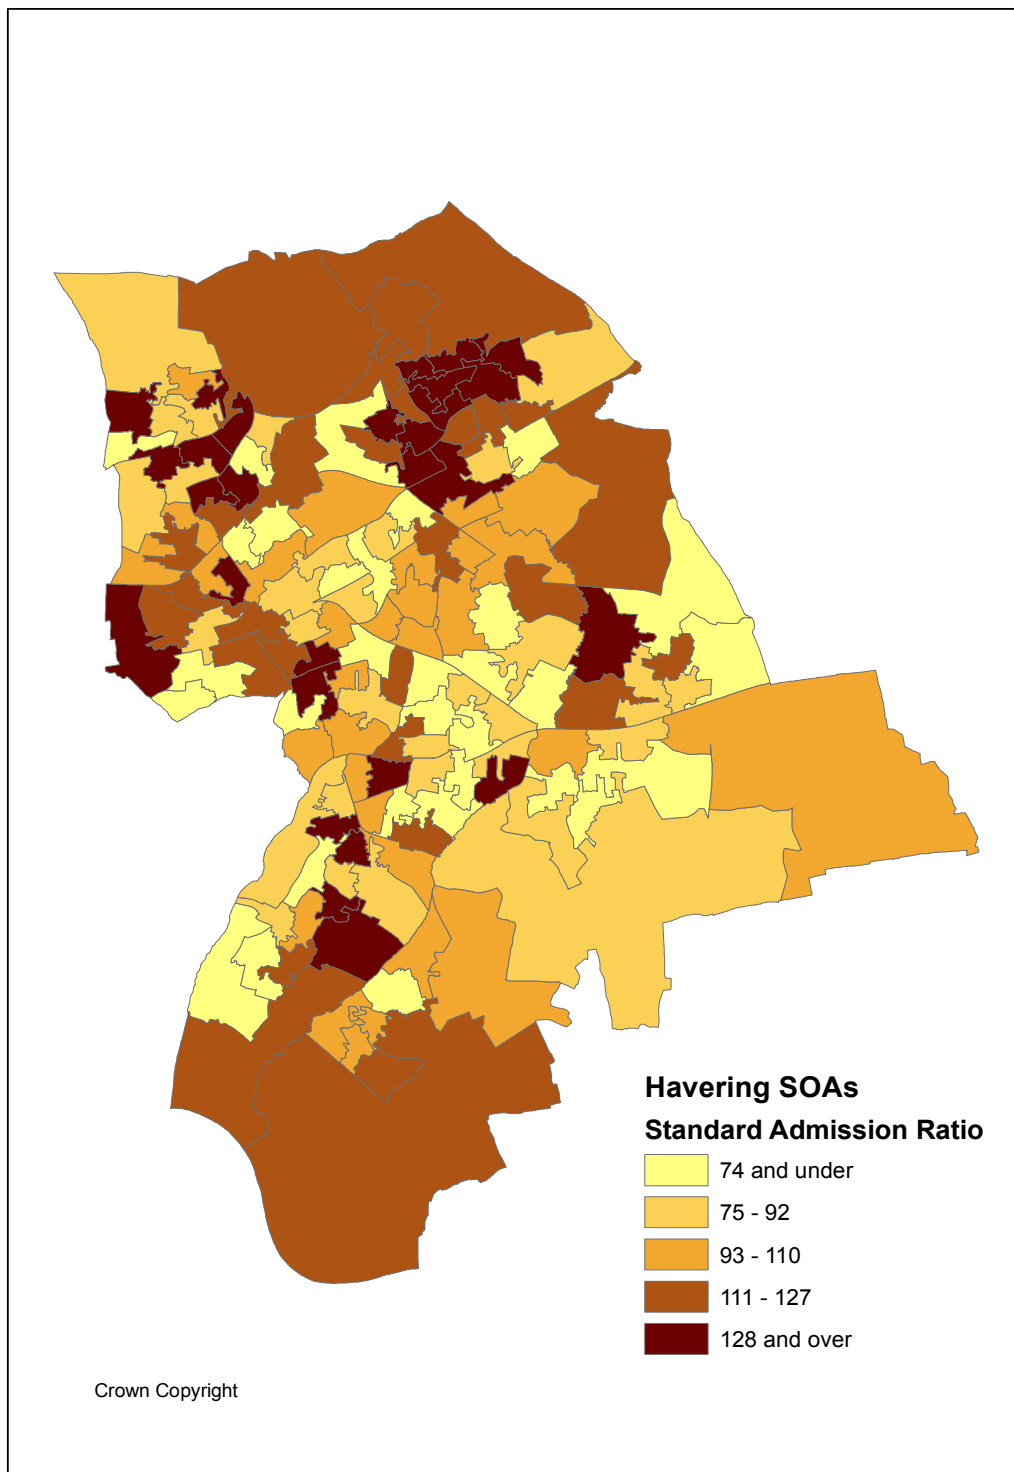 Havering SOAs
Standard Admission Ratio
74 and under
75 - 92
93 - 110
111 - 127
128 and over
Crown Copyright